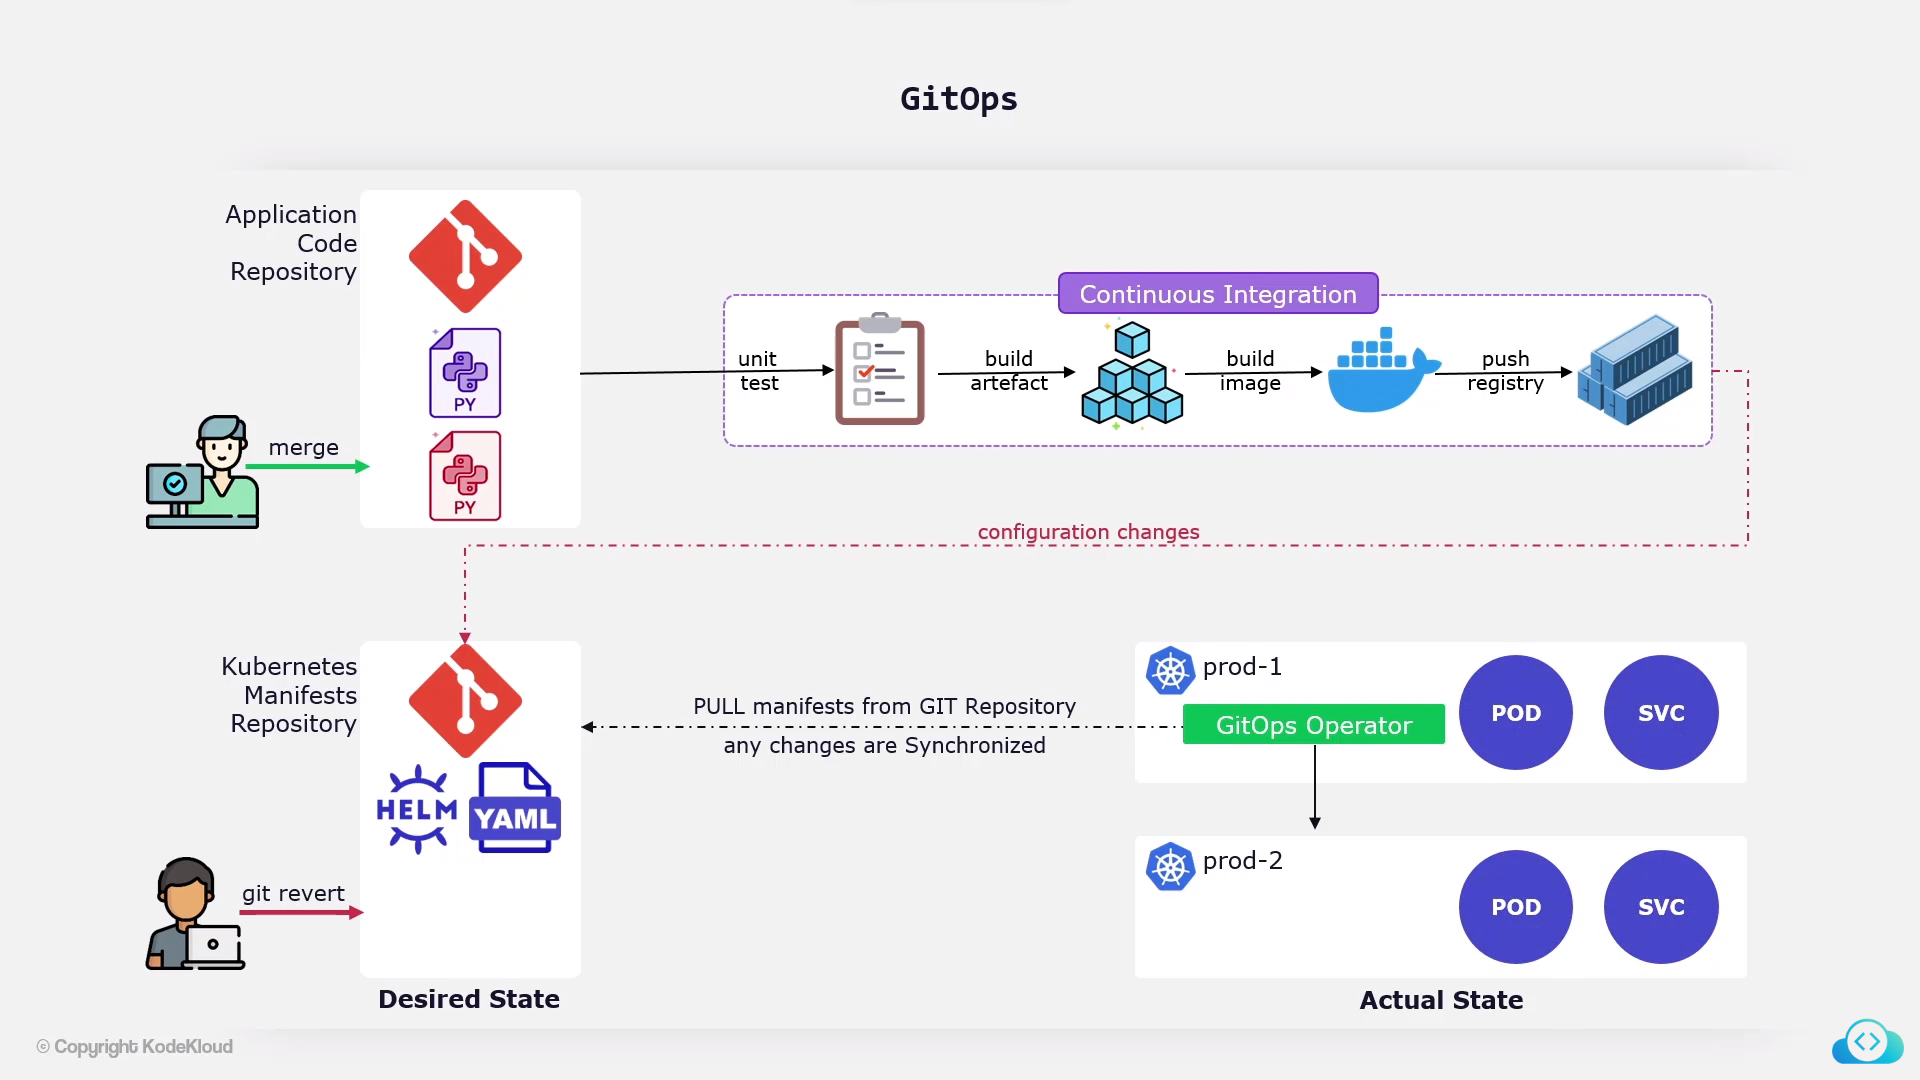 GitOps
Application
Code
Repository
PY
PY
merge
Continuous Integration
unit
test
build
artefact
build
image
push
registry
configuration changes
Kubernetes
Manifests
Repository
HELM
YAML
git revert
Desired State
PULL manifests from GIT Repository
any changes are Synchronized
prod-1
GitOps Operator
POD
SVC
prod-2
POD
SVC
Actual State
© Copyright KodeKloud